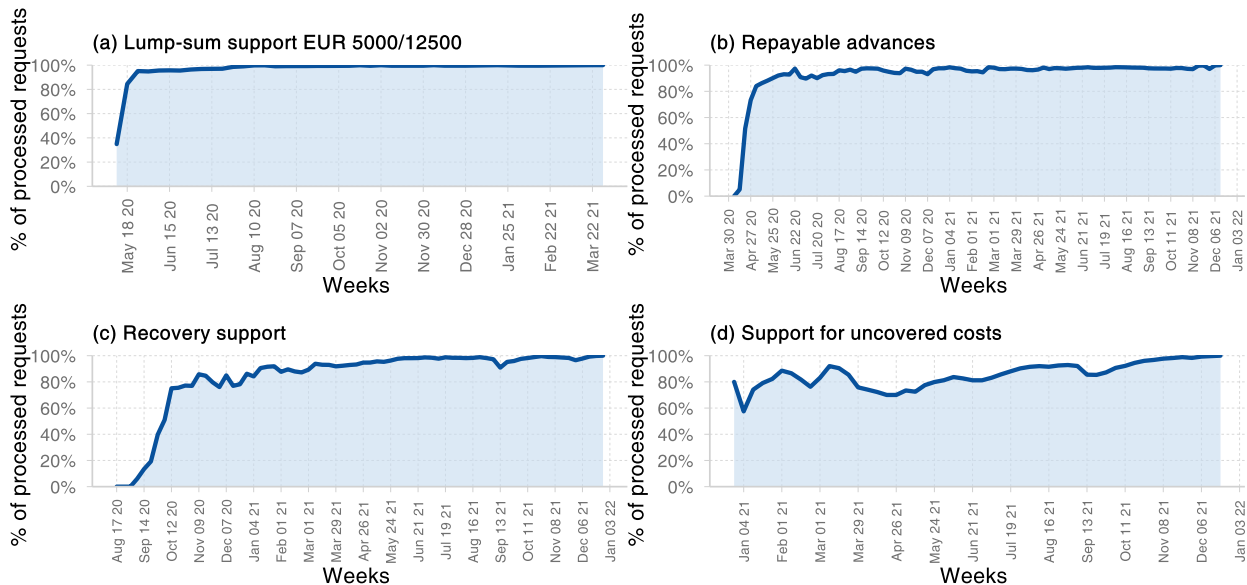 (a) Lump-sum support EUR 5000/12500
% of processed requests
100%
80%
60%
40%
20%
0%
May 18 20
Jun 15 20
Jul 13 20
Aug 10 20
Sep 07 20
Oct 05 20
Nov 02 20
Nov 30 20
Dec 28 20
Jan 25 21
Feb 22 21
Mar 22 21
Weeks
(b) Repayable advances
% of processed requests
100%
80%
60%
40%
20%
0%
Mar 30 20
Apr 27 20
May 25 20
Jun 22 20
Jul 20 20
Aug 17 20
Sep 14 20
Oct 12 20
Nov 09 20
Dec 07 20
Jan 04 21
Feb 01 21
Mar 01 21
Mar 29 21
Apr 26 21
May 24 21
Jun 21 21
Jul 19 21
Aug 16 21
Sep 13 21
Oct 11 21
Nov 08 21
Dec 06 21
Jan 03 22
Weeks
(c) Recovery support
% of processed requests
100%
80%
60%
40%
20%
0%
Aug 17 20
Sep 14 20
Oct 12 20
Nov 09 20
Dec 07 20
Jan 04 21
Feb 01 21
Mar 01 21
Mar 29 21
Apr 26 21
May 24 21
Jun 21 21
Jul 19 21
Aug 16 21
Sep 13 21
Oct 11 21
Nov 08 21
Dec 06 21
Jan 03 22
Weeks
(d) Support for uncovered costs
% of processed requests
100%
80%
60%
40%
20%
0%
Jan 04 21
Feb 01 21
Mar 01 21
Mar 29 21
Apr 26 21
May 24 21
Jun 21 21
Jul 19 21
Aug 16 21
Sep 13 21
Oct 11 21
Nov 08 21
Dec 06 21
Jan 03 22
Weeks